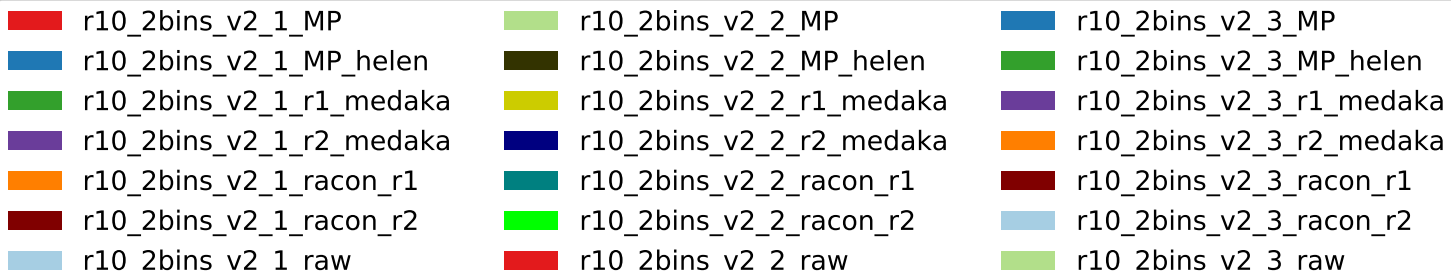 r10_2bins_v2_1_MP
r10_2bins_v2_1_MP_helen
r10_2bins_v2_1_r1_medaka
r10_2bins_v2_1_r2_medaka
r10_2bins_v2_1_racon_r1
r10_2bins_v2_1_racon_r2
r10_2bins_v2_1_raw
r10_2bins_v2_2_MP
r10_2bins_v2_2_MP_helen
r10_2bins_v2_2_r1_medaka
r10_2bins_v2_2_r2_medaka
r10_2bins_v2_2_racon_r1
r10_2bins_v2_2_racon_r2
r10_2bins_v2_2_raw
r10_2bins_v2_3_MP
r10_2bins_v2_3_MP_helen
r10_2bins_v2_3_r1_medaka
r10_2bins_v2_3_r2_medaka
r10_2bins_v2_3_racon_r1
r10_2bins_v2_3_racon_r2
r10_2bins_v2_3_raw